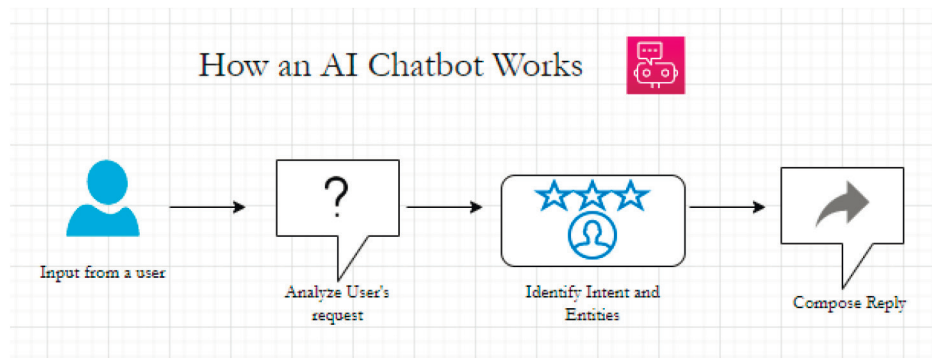 How an AI Chatbot Works
?
Input from a user
Analyze User's
request
Identify Intent and
Entities
Compose Reply